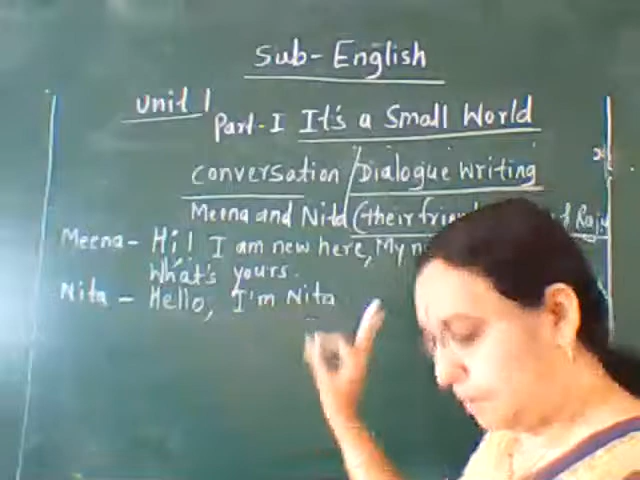 Sub- English
Unit 1
Part-I It's a Small World
Conversation / Dialogue Writing
Meena and Nita (their
Meena - Hi! I am new here, My
What's yours.
Nita - Hello, I'm Nita